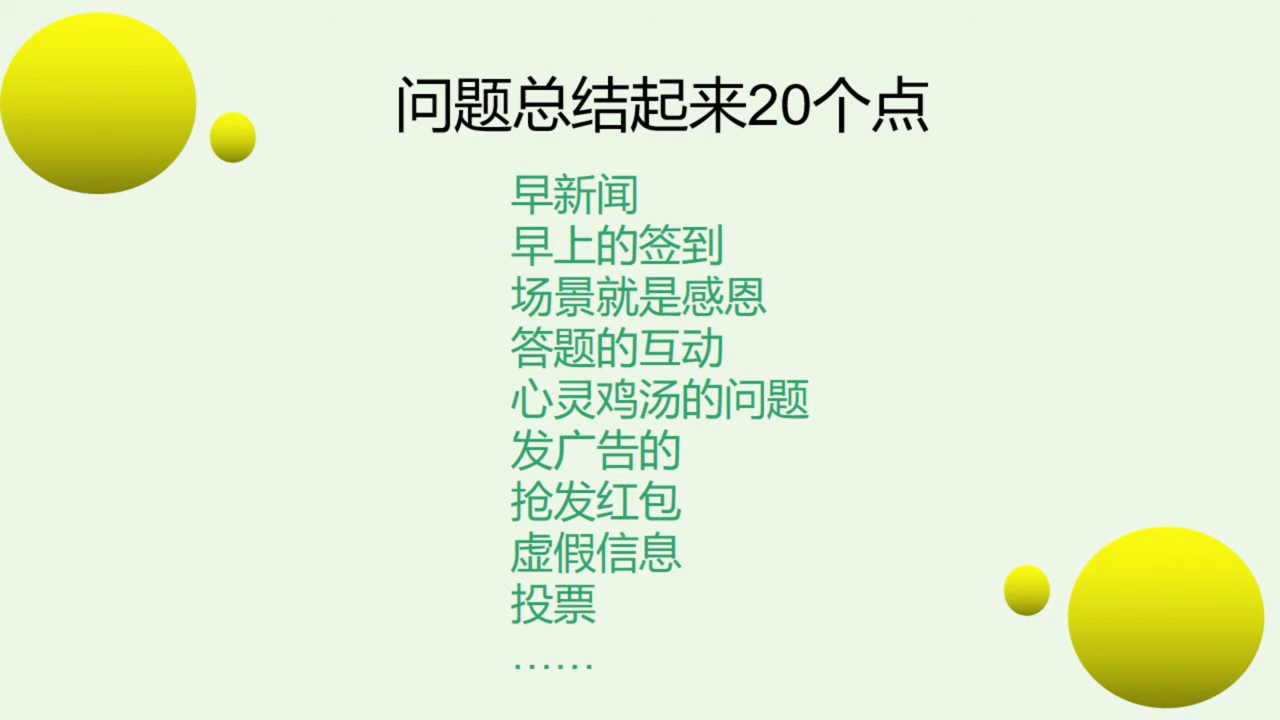 问题总结起来20个点
早新闻
早上的签到
场景就是感恩
答题的互动
心灵鸡汤的问题
发广告的
抢发红包
虚假信息
投票
……